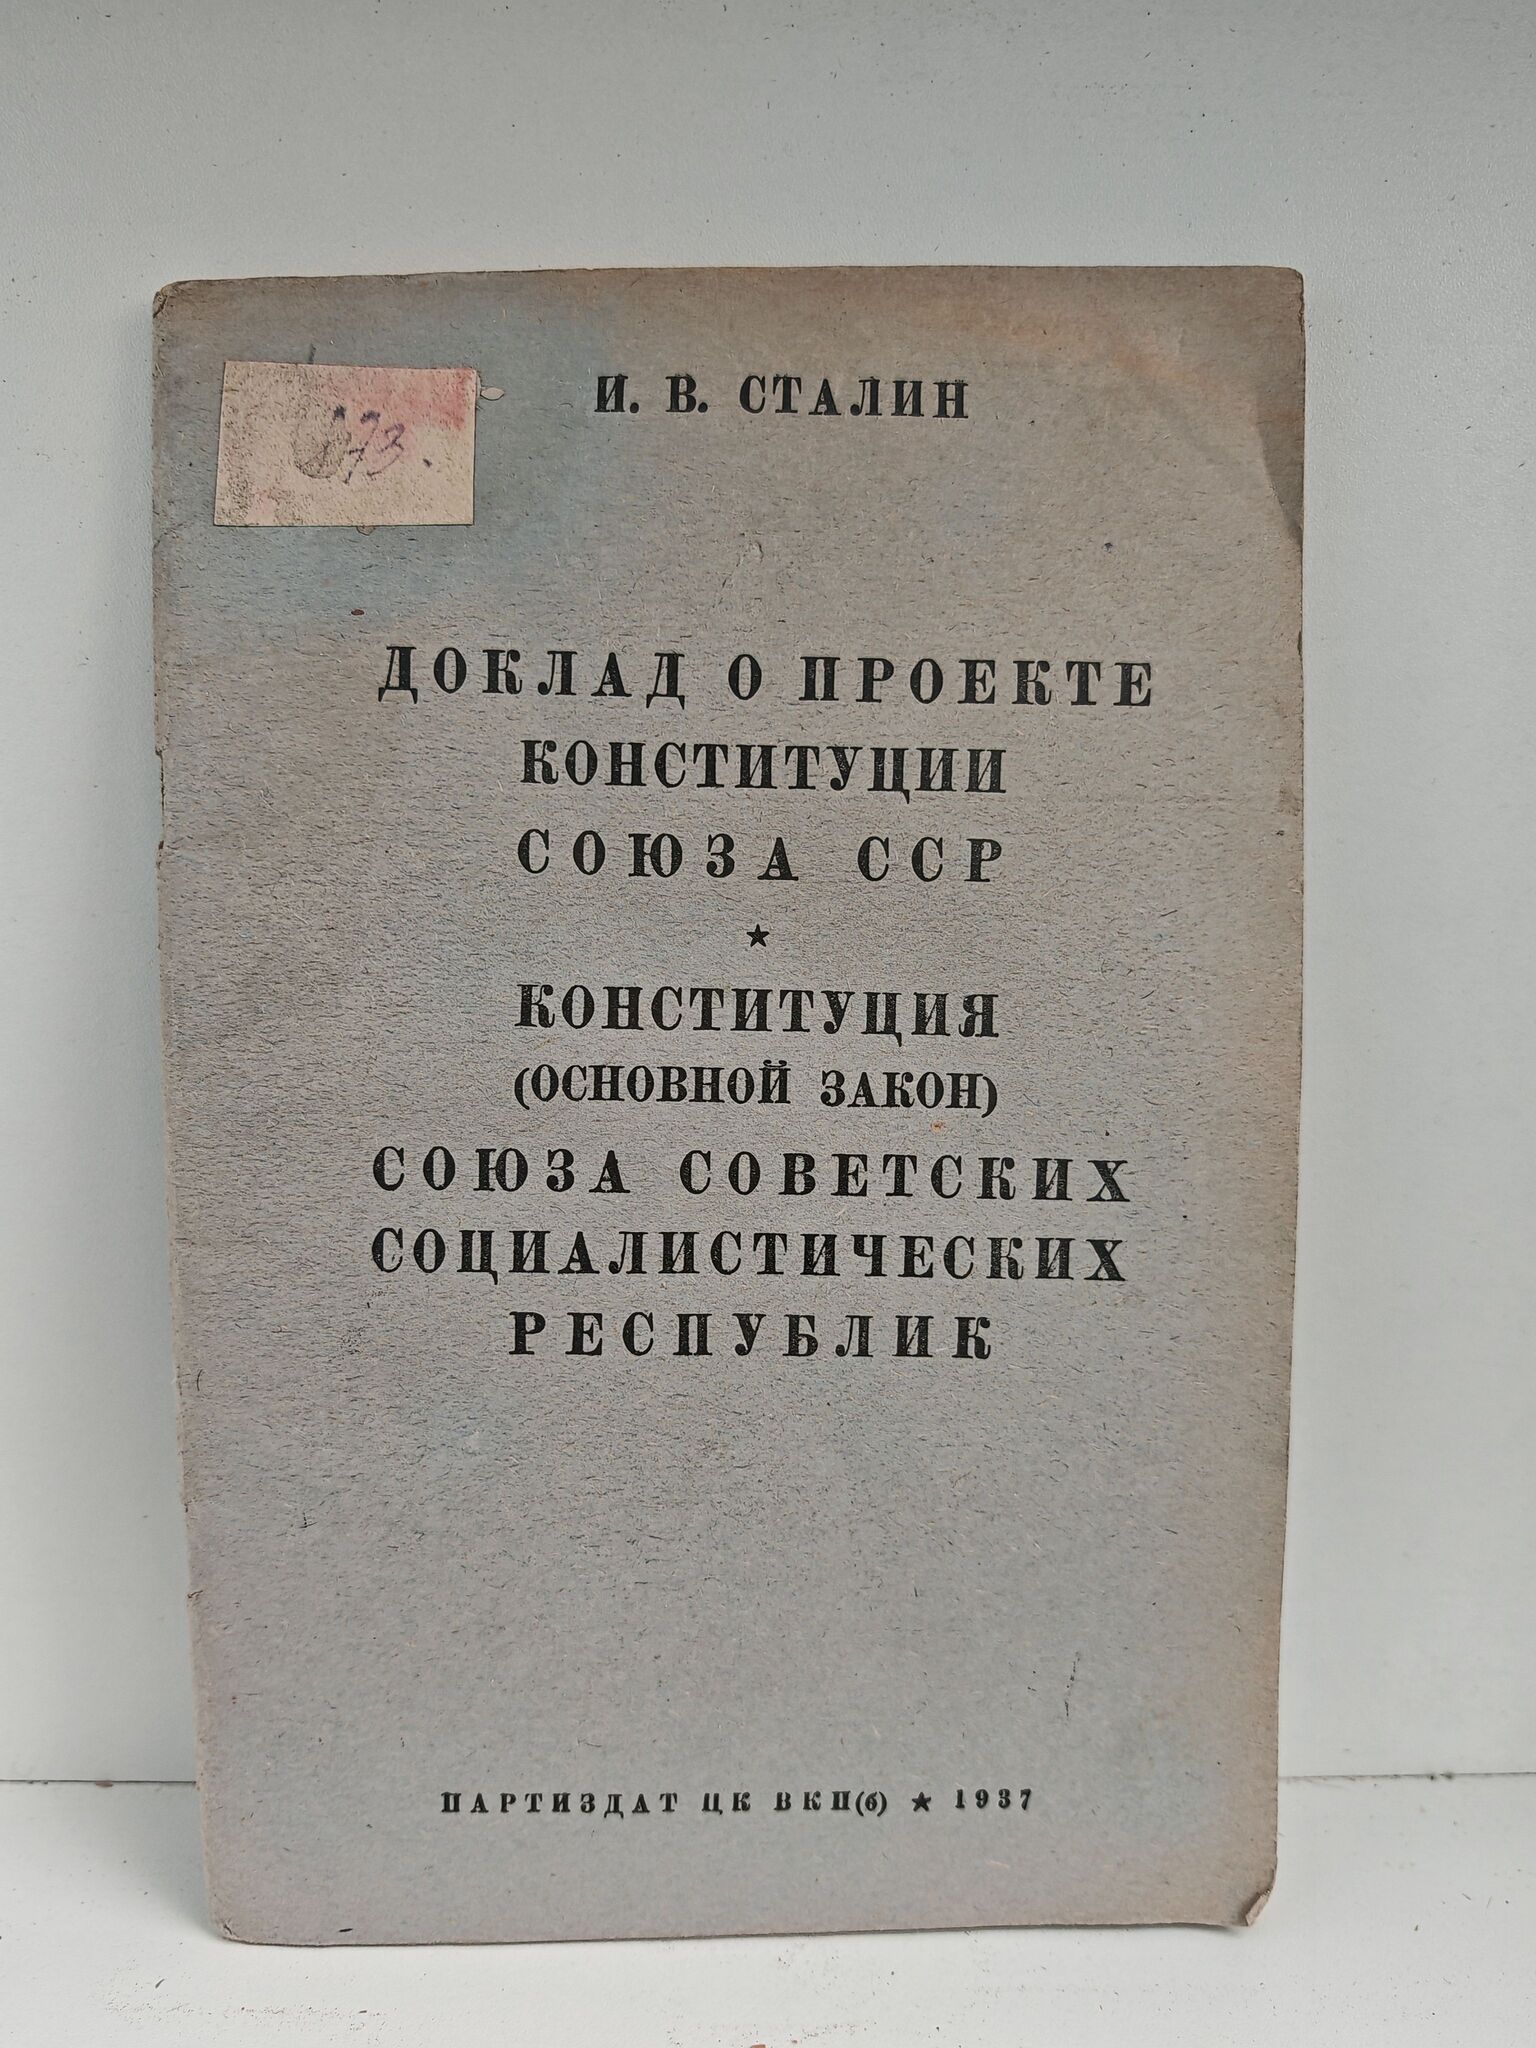 И. В. СТАЛИН
ДОКЛАД О ПРОЕКТЕ
КОНСТИТУЦИИ
СОЮЗА ССР
★
КОНСТИТУЦИЯ
(ОСНОВНОЙ ЗАКОН)
СОЮЗА СОВЕТСКИХ
СОЦИАЛИСТИЧЕСКИХ
РЕСПУБЛИК
ПАРТИЗДАТ ЦК ВКП(б) ★ 1937